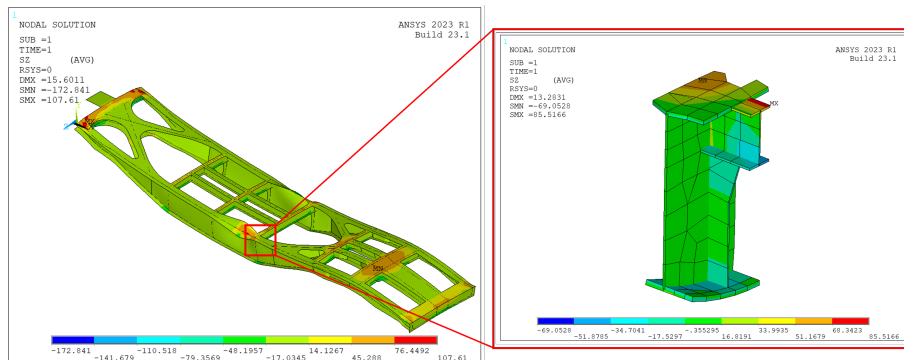 1
NODAL SOLUTION
SUB =1
TIME=1
SZ (AVG)
RSYS=0
DMX =15.6011
SMN =-172.841
SMX =107.61
ANSYS 2023 R1
Build 23.1
MX
MN
-172.841
-141.679
-110.518
-79.3569
-48.1957
-17.0345
14.1267
45.288
76.4492
107.61
1
NODAL SOLUTION
SUB =1
TIME=1
SZ (AVG)
RSYS=0
DMX =13.2831
SMN =-69.0528
SMX =85.5166
ANSYS 2023 R1
Build 23.1
MN
MX
-69.0528
-51.8785
-34.7041
-17.5297
-.355295
16.8191
33.9935
51.1679
68.3423
85.5166